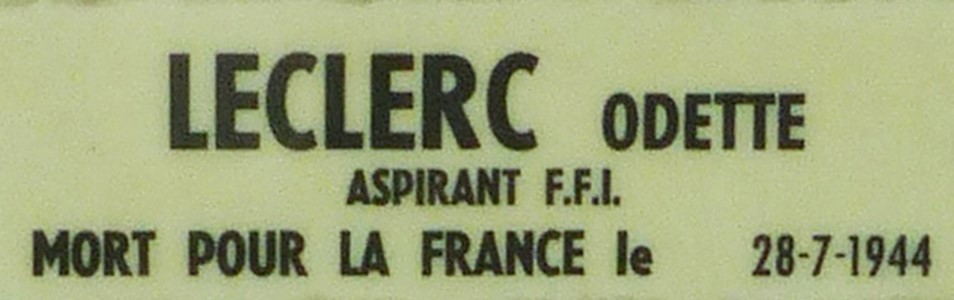 LECLERC ODETTE
ASPIRANT F.F.I.
MORT POUR LA FRANCE le 28-7-1944